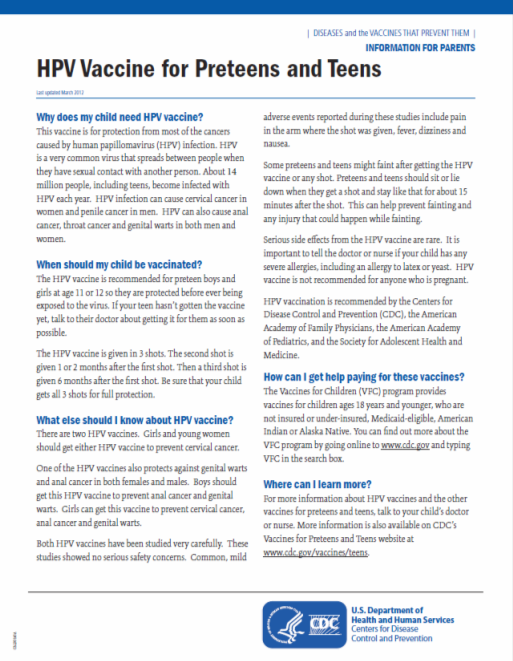 | DISEASES and the VACCINES THAT PREVENT THEM |
INFORMATION FOR PARENTS
HPV Vaccine for Preteens and Teens
Last updated March 2012
Why does my child need HPV vaccine?
This vaccine is for protection from most of the cancers
caused by human papillomavirus (HPV) infection. HPV
is a very common virus that spreads between people when
they have sexual contact with another person. About 14
million people, including teens, become infected with
HPV each year. HPV infection can cause cervical cancer in
women and penile cancer in men. HPV can also cause anal
cancer, throat cancer and genital warts in both men and
women.
When should my child be vaccinated?
The HPV vaccine is recommended for preteen boys and
girls at age 11 or 12 so they are protected before ever being
exposed to the virus. If your teen hasn't gotten the vaccine
yet, talk to their doctor about getting it for them as soon as
possible.
The HPV vaccine is given in 3 shots. The second shot is
given 1 or 2 months after the first shot. Then a third shot is
given 6 months after the first shot. Be sure that your child
gets all 3 shots for full protection.
What else should I know about HPV vaccine?
There are two HPV vaccines. Girls and young women
should get either HPV vaccine to prevent cervical cancer.
One of the HPV vaccines also protects against genital warts
and anal cancer in both females and males. Boys should
get this HPV vaccine to prevent anal cancer and genital
warts. Girls can get this vaccine to prevent cervical cancer,
anal cancer and genital warts.
Both HPV vaccines have been studied very carefully. These
studies showed no serious safety concerns. Common, mild
adverse events reported during these studies include pain
in the arm where the shot was given, fever, dizziness and
nausea.
Some preteens and teens might faint after getting the HPV
vaccine or any shot. Preteens and teens should sit or lie
down when they get a shot and stay like that for about 15
minutes after the shot. This can help prevent fainting and
any injury that could happen while fainting.
Serious side effects from the HPV vaccine are rare. It is
important to tell the doctor or nurse if your child has any
severe allergies, including an allergy to latex or yeast. HPV
vaccine is not recommended for anyone who is pregnant.
HPV vaccination is recommended by the Centers for
Disease Control and Prevention (CDC), the American
Academy of Family Physicians, the American Academy
of Pediatrics, and the Society for Adolescent Health and
Medicine.
How can I get help paying for these vaccines?
The Vaccines for Children (VFC) program provides
vaccines for children ages 18 years and younger, who are
not insured or under-insured, Medicaid-eligible, American
Indian or Alaska Native. You can find out more about the
VFC program by going online to www.cdc.gov and typing
VFC in the search box.
Where can I learn more?
For more information about HPV vaccines and the other
vaccines for preteens and teens, talk to your child's doctor
or nurse. More information is also available on CDC's
Vaccines for Preteens and Teens website at
www.cdc.gov/vaccines/teens.
CDC
U.S. Department of
Health and Human Services
Centers for Disease
Control and Prevention